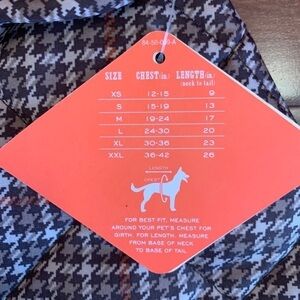 SIZE CHEST (in.) LENGTH (in.)
(neck to tail)
XS 12-15 9
S 15-19 13
M 19-24 17
L 24-30 20
XL 30-36 23
XXL 36-42 26
LENGTH
CHEST
FOR BEST FIT, MEASURE
AROUND YOUR PET'S CHEST FOR
GIRTH. FOR LENGTH, MEASURE
FROM BASE OF NECK
TO BASE OF TAIL